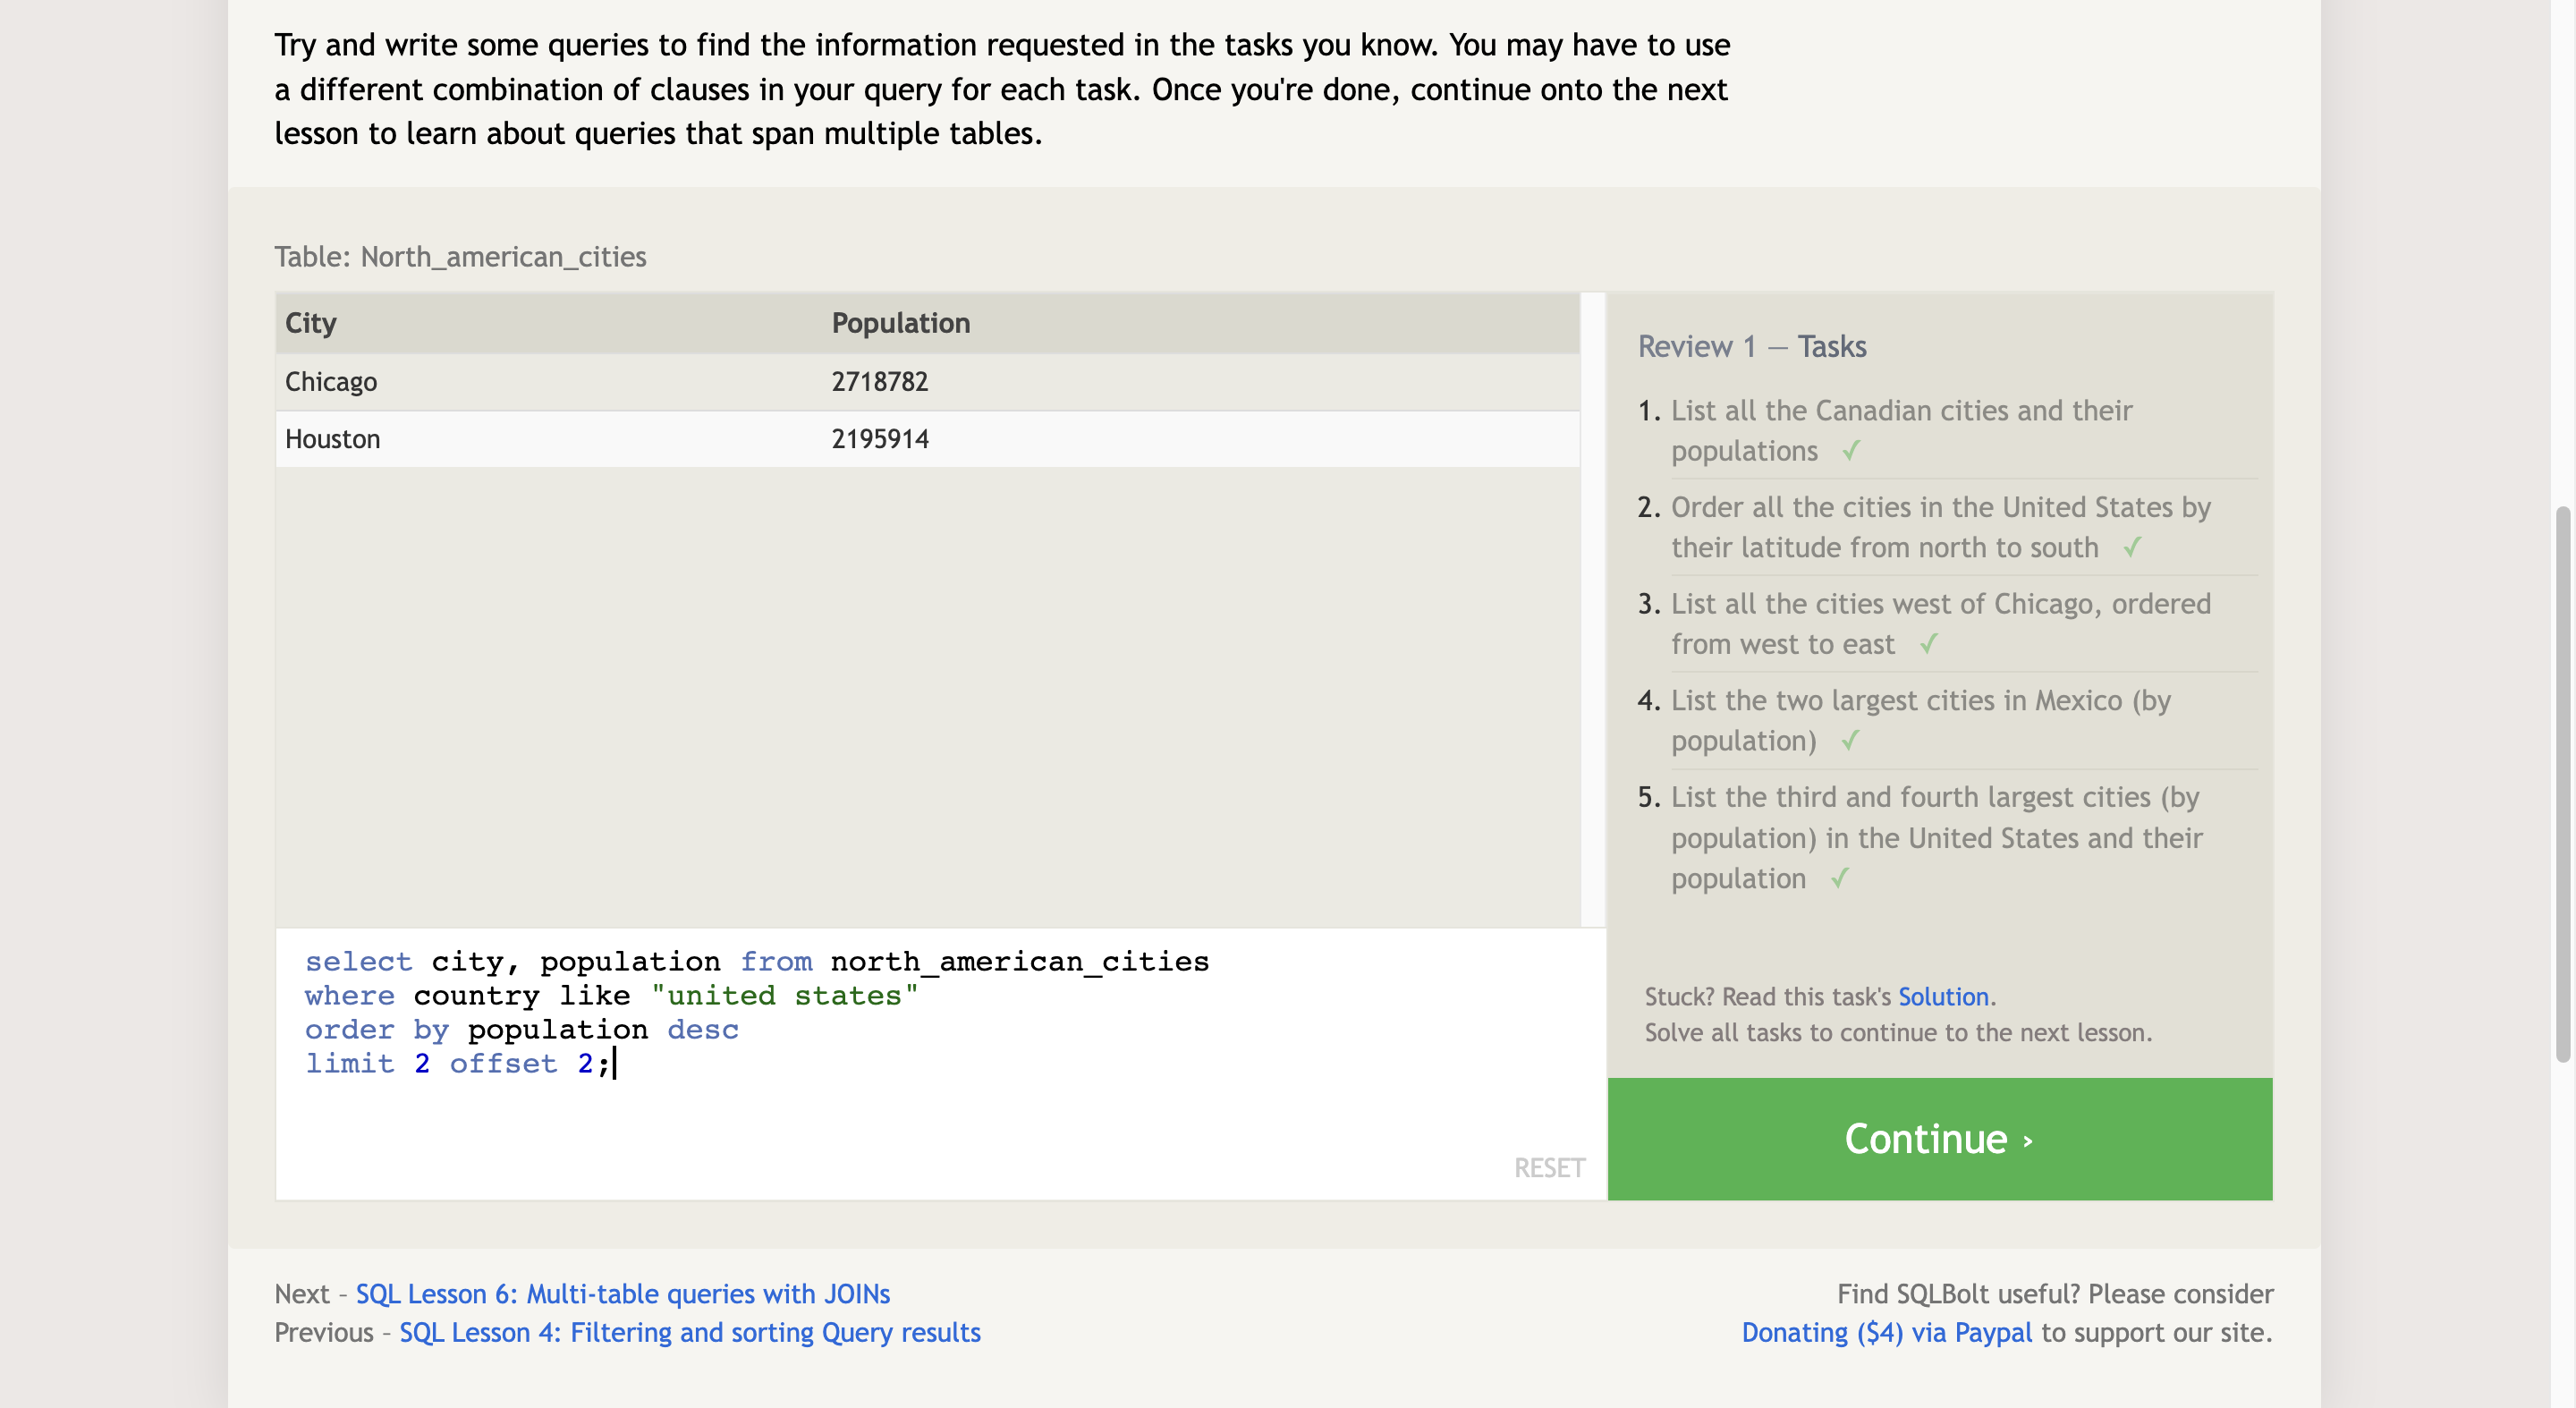 Try and write some queries to find the information requested in the tasks you know. You may have to use
a different combination of clauses in your query for each task. Once you're done, continue onto the next
lesson to learn about queries that span multiple tables.
Table: North_american_cities
City Population
Chicago 2718782
Houston 2195914
select city, population from north_american_cities
where country like "united states"
order by population desc
limit 2 offset 2;
RESET
Review 1 — Tasks
1. List all the Canadian cities and their
populations ✓
2. Order all the cities in the United States by
their latitude from north to south ✓
3. List all the cities west of Chicago, ordered
from west to east ✓
4. List the two largest cities in Mexico (by
population) ✓
5. List the third and fourth largest cities (by
population) in the United States and their
population ✓
Stuck? Read this task's Solution.
Solve all tasks to continue to the next lesson.
Continue ›
Next – SQL Lesson 6: Multi-table queries with JOINs
Previous – SQL Lesson 4: Filtering and sorting Query results
Find SQLBolt useful? Please consider
Donating ($4) via Paypal to support our site.